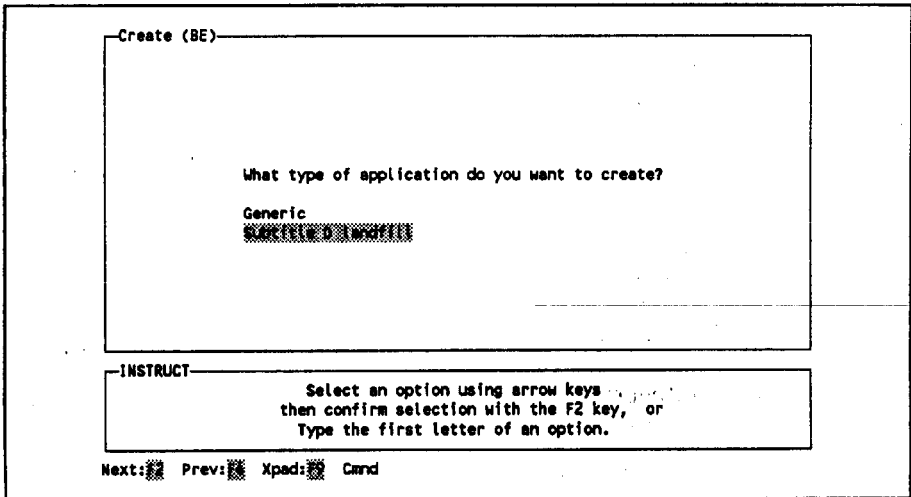 Create (BE)
What type of application do you want to create?
Generic
Subtitle D landfill
INSTRUCT
Select an option using arrow keys
then confirm selection with the F2 key, or
Type the first letter of an option.
Next:F2 Prev:F4 Xpad: Cmnd